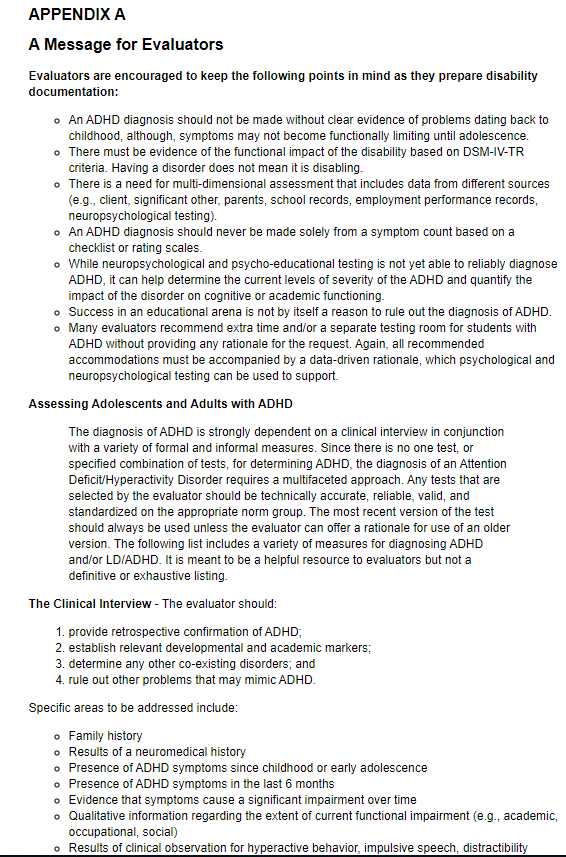 APPENDIX A
A Message for Evaluators
Evaluators are encouraged to keep the following points in mind as they prepare disability
documentation:
An ADHD diagnosis should not be made without clear evidence of problems dating back to
childhood, although, symptoms may not become functionally limiting until adolescence.
There must be evidence of the functional impact of the disability based on DSM-IV-TR
criteria. Having a disorder does not mean it is disabling.
There is a need for multi-dimensional assessment that includes data from different sources
(e.g., client, significant other, parents, school records, employment performance records,
neuropsychological testing).
An ADHD diagnosis should never be made solely from a symptom count based on a
checklist or rating scales.
While neuropsychological and psycho-educational testing is not yet able to reliably diagnose
ADHD, it can help determine the current levels of severity of the ADHD and quantify the
impact of the disorder on cognitive or academic functioning.
Success in an educational arena is not by itself a reason to rule out the diagnosis of ADHD.
Many evaluators recommend extra time and/or a separate testing room for students with
ADHD without providing any rationale for the request. Again, all recommended
accommodations must be accompanied by a data-driven rationale, which psychological and
neuropsychological testing can be used to support.
Assessing Adolescents and Adults with ADHD
The diagnosis of ADHD is strongly dependent on a clinical interview in conjunction
with a variety of formal and informal measures. Since there is no one test, or
specified combination of tests, for determining ADHD, the diagnosis of an Attention
Deficit/Hyperactivity Disorder requires a multifaceted approach. Any tests that are
selected by the evaluator should be technically accurate, reliable, valid, and
standardized on the appropriate norm group. The most recent version of the test
should always be used unless the evaluator can offer a rationale for use of an older
version. The following list includes a variety of measures for diagnosing ADHD
and/or LD/ADHD. It is meant to be a helpful resource to evaluators but not a
definitive or exhaustive listing.
The Clinical Interview - The evaluator should:
1. provide retrospective confirmation of ADHD;
2. establish relevant developmental and academic markers;
3. determine any other co-existing disorders; and
4. rule out other problems that may mimic ADHD.
Specific areas to be addressed include:
Family history
Results of a neuromedical history
Presence of ADHD symptoms since childhood or early adolescence
Presence of ADHD symptoms in the last 6 months
Evidence that symptoms cause a significant impairment over time
Qualitative information regarding the extent of current functional impairment (e.g., academic,
occupational, social)
Results of clinical observation for hyperactive behavior, impulsive speech, distractibility